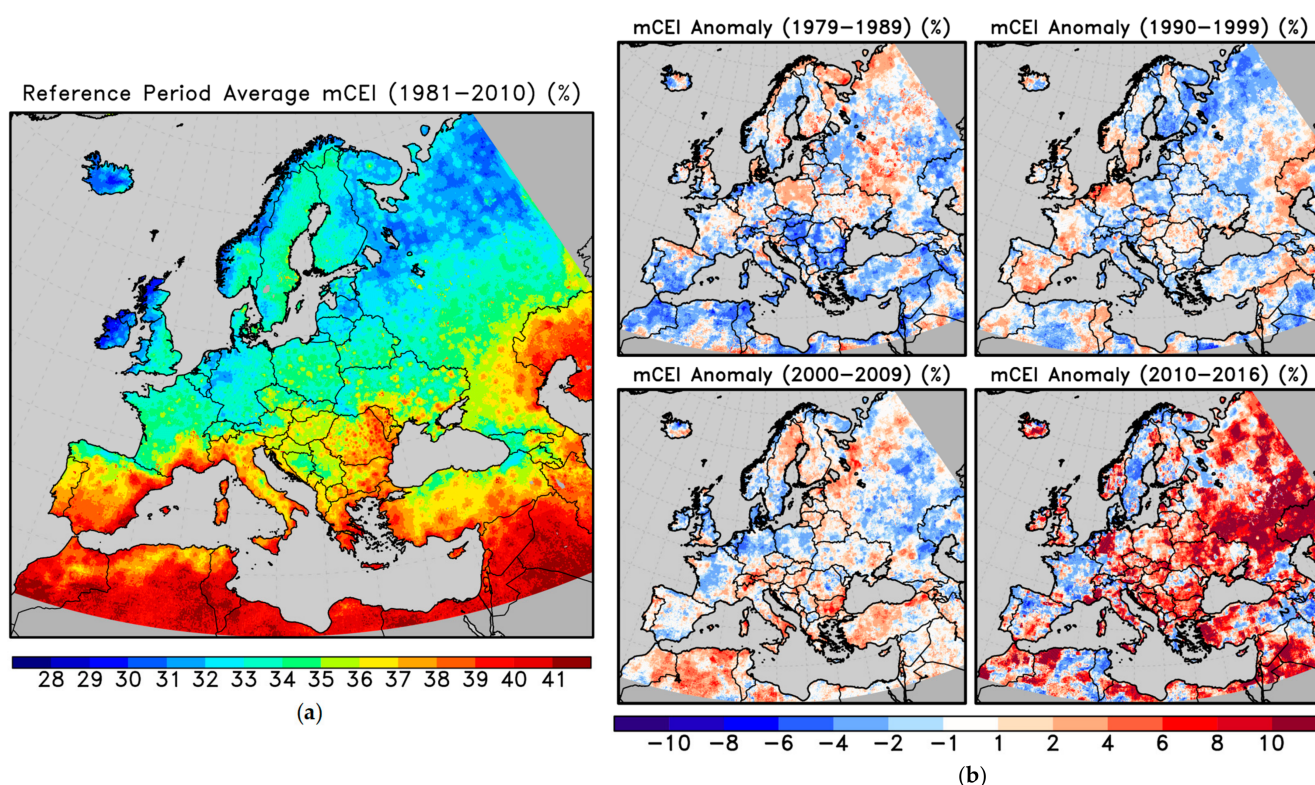 Reference Period Average mCEI (1981−2010) (%)
28 29 30 31 32 33 34 35 36 37 38 39 40 41
(a)
mCEI Anomaly (1979−1989) (%)
mCEI Anomaly (1990−1999) (%)
mCEI Anomaly (2000−2009) (%)
mCEI Anomaly (2010−2016) (%)
−10 −8 −6 −4 −2 −1 1 2 4 6 8 10
(b)